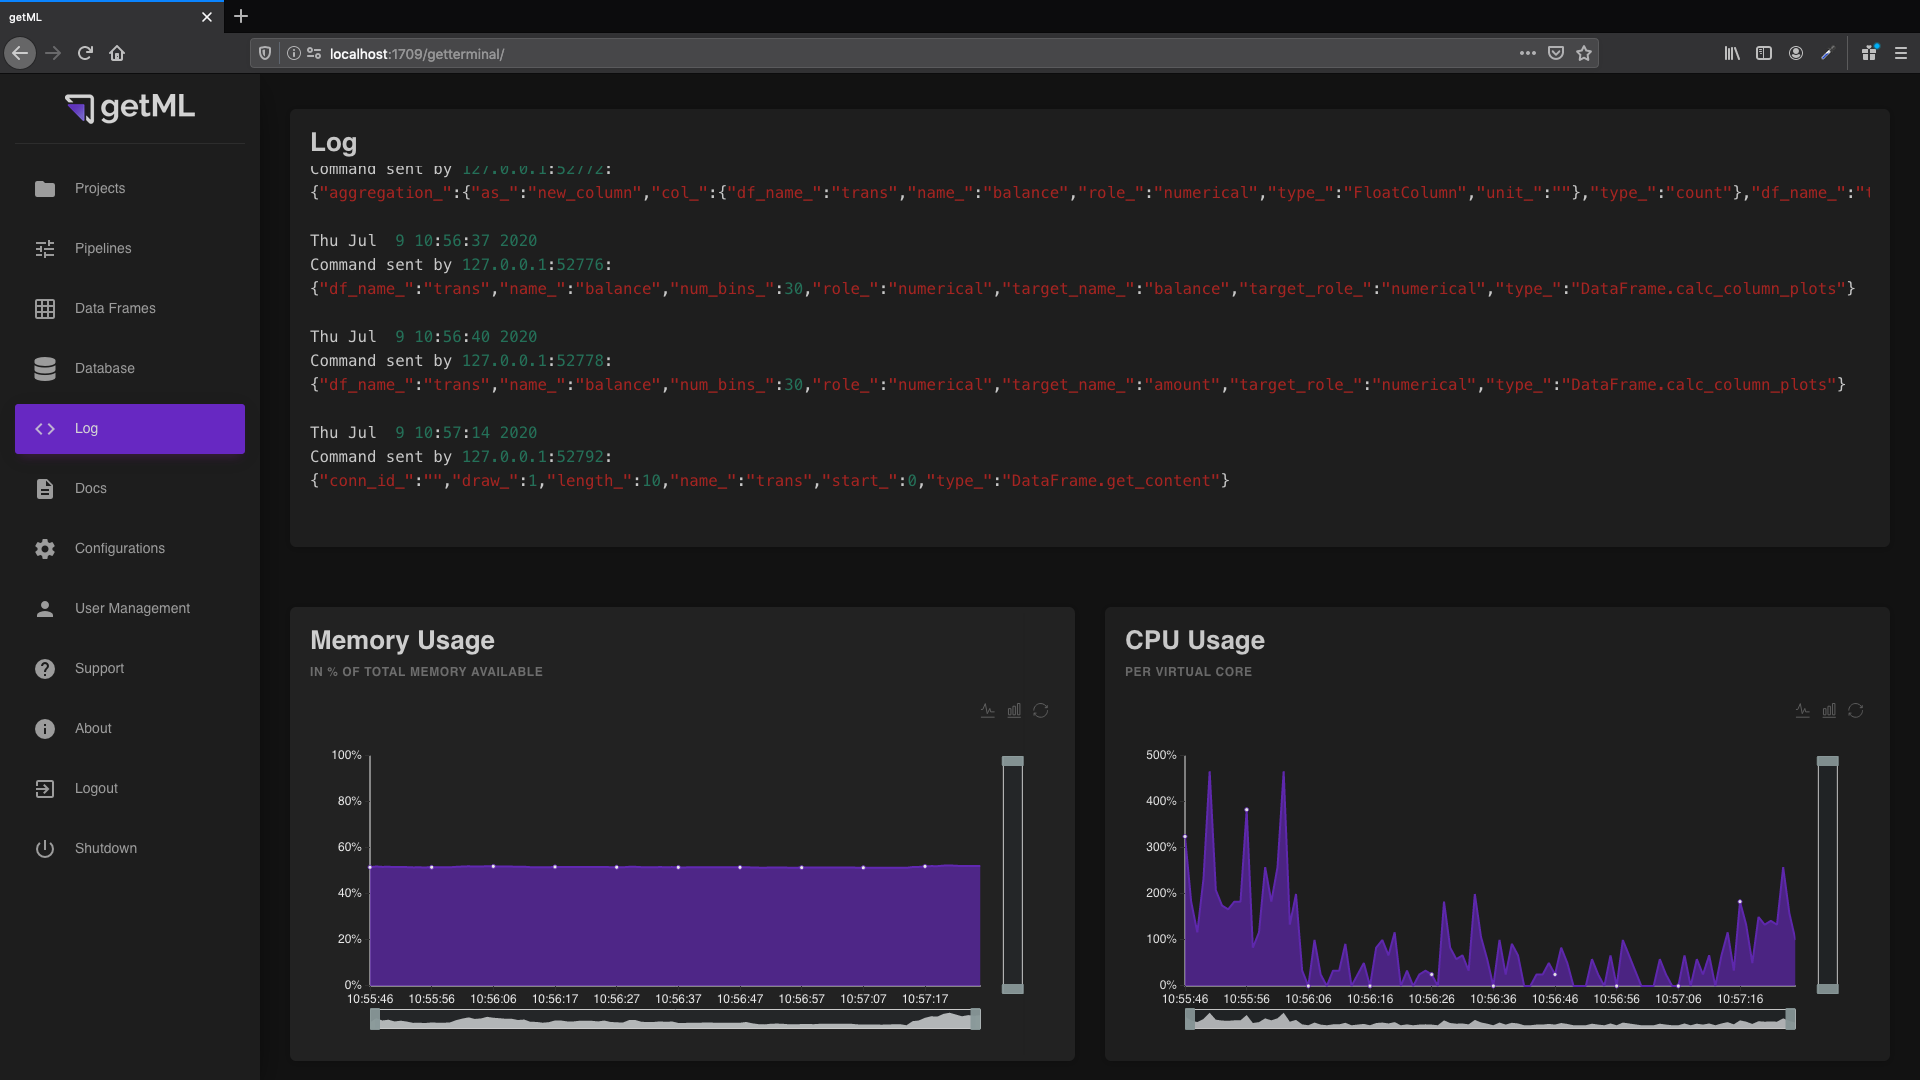 getML
localhost:1709/getterminal/
getML
Projects
Pipelines
Data Frames
Database
Log
Docs
Configurations
User Management
Support
About
Logout
Shutdown
Log
Command sent by 127.0.0.1:52772:
{"aggregation_":{"as_":"new_column","col_":{"df_name_":"trans","name_":"balance","role_":"numerical","type_":"FloatColumn","unit_":""},"type_":"count"},"df_name_":"t
Thu Jul  9 10:56:37 2020
Command sent by 127.0.0.1:52776:
{"df_name_":"trans","name_":"balance","num_bins_":30,"role_":"numerical","target_name_":"balance","target_role_":"numerical","type_":"DataFrame.calc_column_plots"}
Thu Jul  9 10:56:40 2020
Command sent by 127.0.0.1:52778:
{"df_name_":"trans","name_":"balance","num_bins_":30,"role_":"numerical","target_name_":"amount","target_role_":"numerical","type_":"DataFrame.calc_column_plots"}
Thu Jul  9 10:57:14 2020
Command sent by 127.0.0.1:52792:
{"conn_id_":"","draw_":1,"length_":10,"name_":"trans","start_":0,"type_":"DataFrame.get_content"}
Memory Usage
IN % OF TOTAL MEMORY AVAILABLE
100%
80%
60%
40%
20%
0%
10:55:46 10:55:56 10:56:06 10:56:17 10:56:27 10:56:37 10:56:47 10:56:57 10:57:07 10:57:17
CPU Usage
PER VIRTUAL CORE
500%
400%
300%
200%
100%
0%
10:55:46 10:55:56 10:56:06 10:56:16 10:56:26 10:56:36 10:56:46 10:56:56 10:57:06 10:57:16